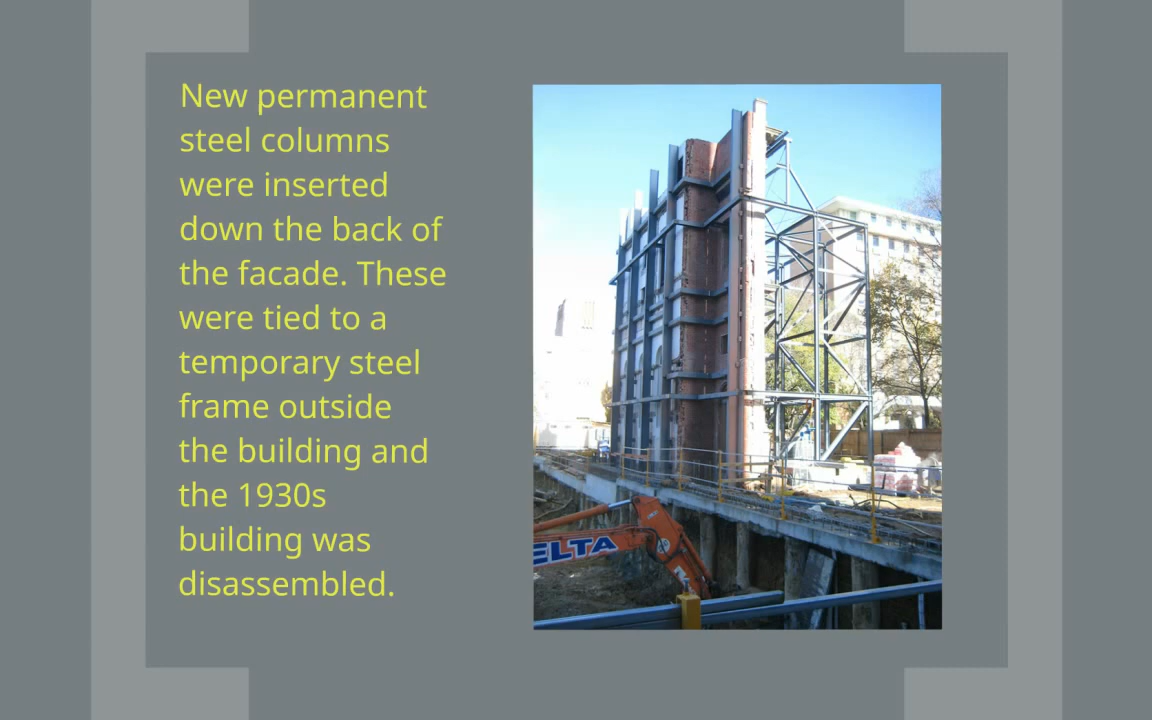 New permanent
steel columns
were inserted
down the back of
the facade. These
were tied to a
temporary steel
frame outside
the building and
the 1930s
building was
disassembled.
ELTA